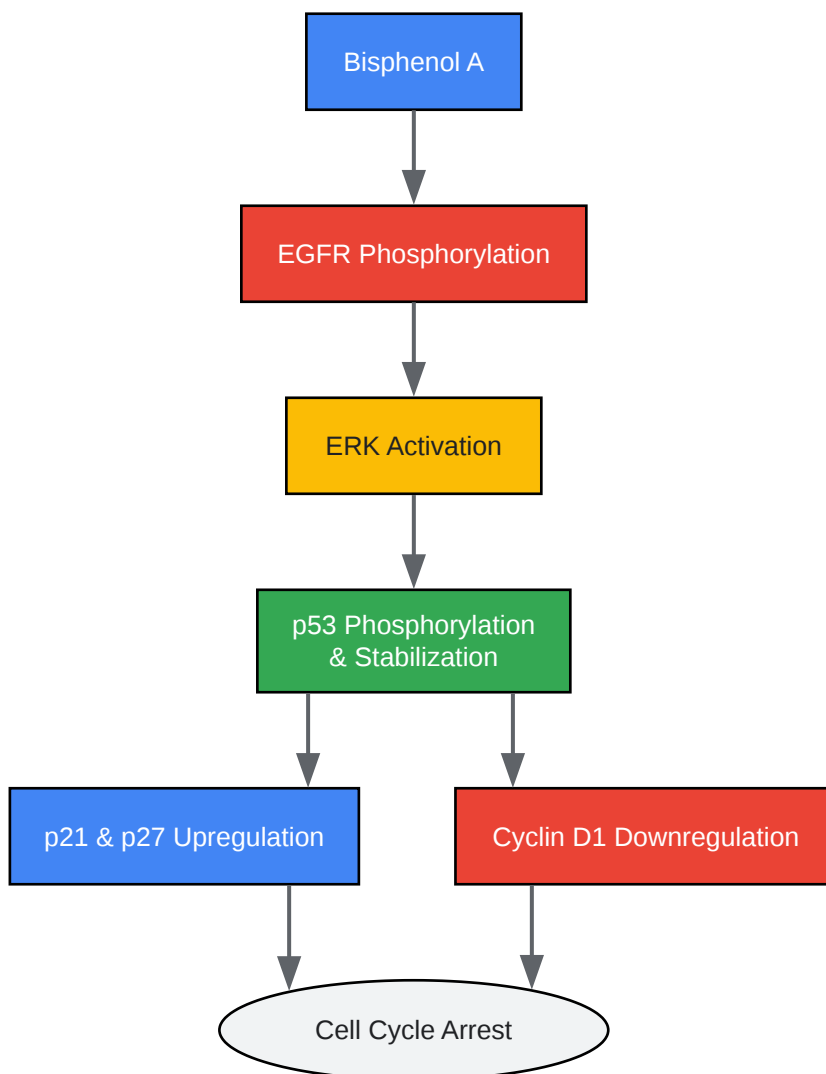 Bisphenol A
EGFR Phosphorylation
ERK Activation
p53 Phosphorylation
& Stabilization
p21 & p27 Upregulation
Cyclin D1 Downregulation
Cell Cycle Arrest